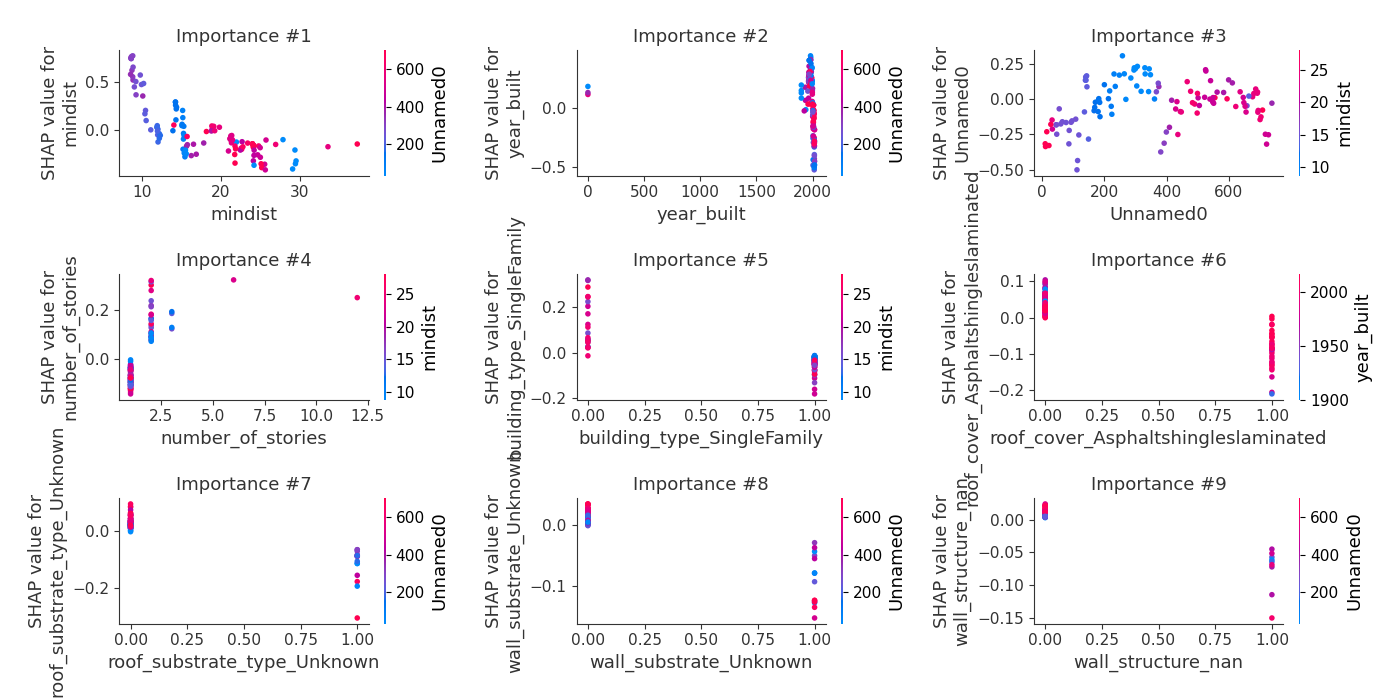 Importance #1
SHAP value for
mindist
0.5
0.0
10
20
30
mindist
600
400
200
Unnamed0
Importance #2
SHAP value for
year_built
0.0
−0.5
0
500
1000
1500
2000
year_built
600
400
200
Unnamed0
Importance #3
SHAP value for
Unnamed0
0.25
0.00
−0.25
−0.50
0
200
400
600
Unnamed0
25
20
15
10
mindist
Importance #4
SHAP value for
number_of_stories
0.2
0.0
2.5
5.0
7.5
10.0
12.5
number_of_stories
25
20
15
10
mindist
Importance #5
SHAP value for
building_type_SingleFamily
0.2
0.0
−0.2
0.00
0.25
0.50
0.75
1.00
building_type_SingleFamily
25
20
15
10
mindist
Importance #6
SHAP value for
roof_cover_Asphaltshingleslaminated
0.1
0.0
−0.1
−0.2
0.00
0.25
0.50
0.75
1.00
roof_cover_Asphaltshingleslaminated
2000
1950
1900
year_built
Importance #7
SHAP value for
roof_substrate_type_Unknown
0.0
−0.2
0.00
0.25
0.50
0.75
1.00
roof_substrate_type_Unknown
600
400
200
Unnamed0
Importance #8
SHAP value for
wall_substrate_Unknown
0.0
−0.1
0.00
0.25
0.50
0.75
1.00
wall_substrate_Unknown
600
400
200
Unnamed0
Importance #9
SHAP value for
wall_structure_nan
0.00
−0.05
−0.10
−0.15
0.00
0.25
0.50
0.75
1.00
wall_structure_nan
600
400
200
Unnamed0